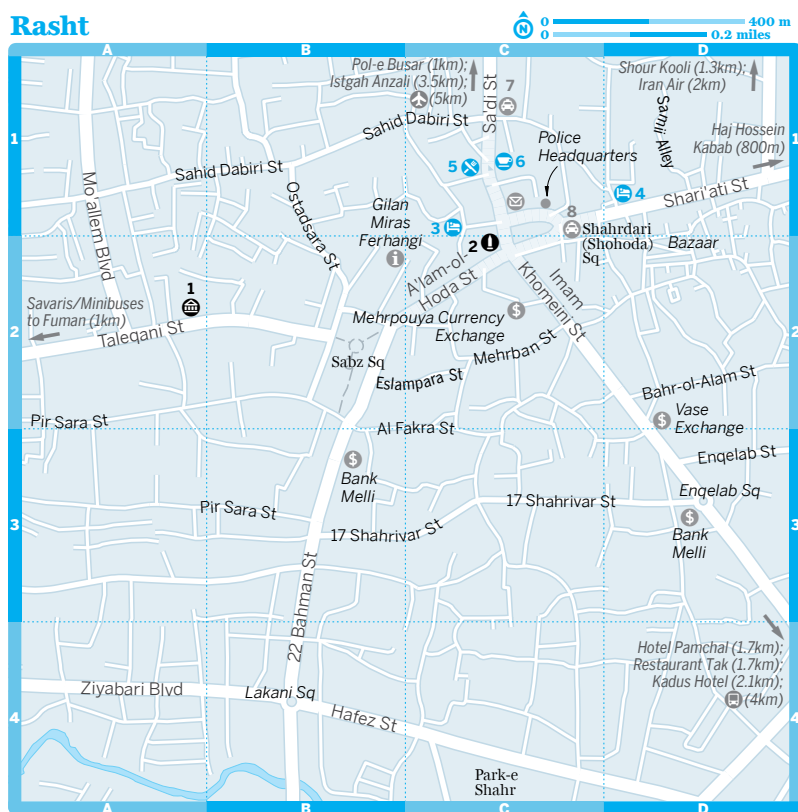 Rasht
N
0 400 m
0 0.2 miles
A B C D
1
2
3
4
Pol-e Busar (1km);
Istgah Anzali (3.5km);
(5km)
Sa'di St
7
Shour Kooli (1.3km);
Iran Air (2km)
Samii Alley
Haj Hossein
Kabab (800m)
Sahid Dabiri St
Sahid Dabiri St
Police
Headquarters
5
6
4
Shari'ati St
Mo'allem Blvd
Ostadsara St
Gilan
Miras
Ferhangi
i
3
2
8
Shahrdari
(Shohoda)
Sq
Bazaar
A'lam-ol-
Hoda St
Imam
Khomeini St
1
Savaris/Minibuses
to Fuman (1km)
Taleqani St
$
Mehrpouya Currency
Exchange
Mehrban St
Sabz Sq
Eslampara St
Bahr-ol-Alam St
Pir Sara St
Al Fakra St
$
Vase
Exchange
Enqelab St
$
Bank
Melli
Pir Sara St
17 Shahrivar St
17 Shahrivar St
Enqelab Sq
$
Bank
Melli
22 Bahman St
Hotel Pamchal (1.7km);
Restaurant Tak (1.7km);
Kadus Hotel (2.1km);
(4km)
Ziyabari Blvd
Lakani Sq
Hafez St
Park-e
Shahr
1
2
3
4
A B C D